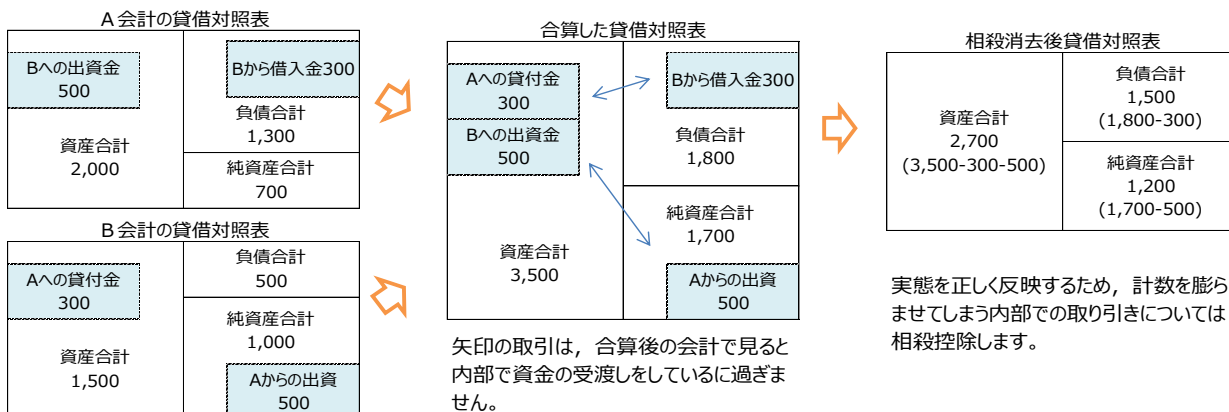 A会計の貸借対照表
Bへの出資金
500
Bから借入金300
負債合計
1,300
資産合計
2,000
純資産合計
700
B会計の貸借対照表
Aへの貸付金
300
負債合計
500
純資産合計
1,000
資産合計
1,500
Aからの出資
500
合算した貸借対照表
Aへの貸付金
300
Bへの出資金
500
Bから借入金300
負債合計
1,800
純資産合計
1,700
資産合計
3,500
Aからの出資
500
矢印の取引は，合算後の会計で見ると
内部で資金の受渡しをしているに過ぎま
せん。
相殺消去後貸借対照表
資産合計
2,700
(3,500-300-500)
負債合計
1,500
(1,800-300)
純資産合計
1,200
(1,700-500)
実態を正しく反映するため，計数を膨ら
ませてしまう内部での取り引きについては
相殺控除します。